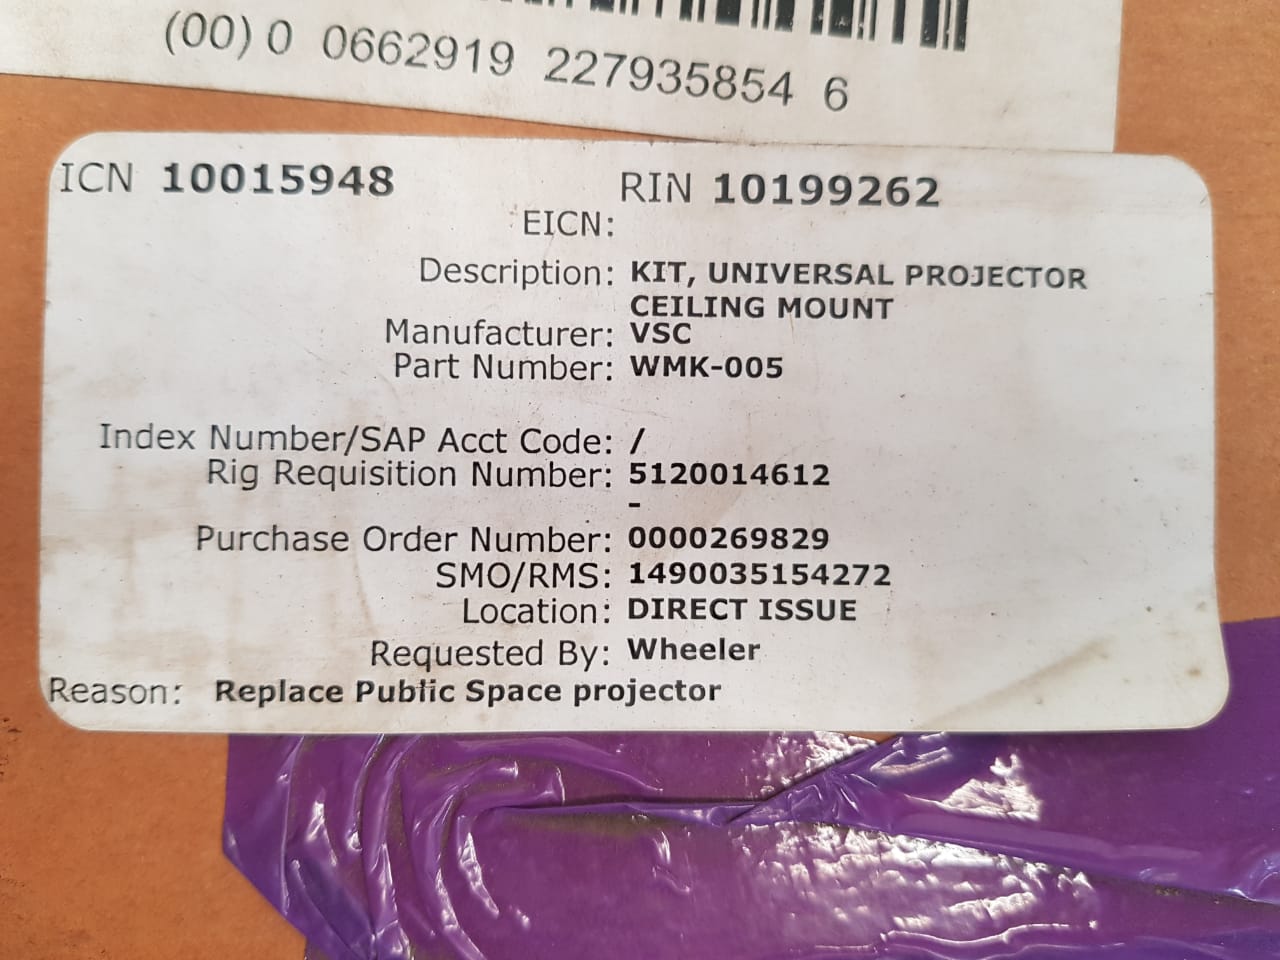 (00) 0 0662919 227935854 6
ICN 10015948 RIN 10199262
EICN:
Description: KIT, UNIVERSAL PROJECTOR
CEILING MOUNT
Manufacturer: VSC
Part Number: WMK-005
Index Number/SAP Acct Code: /
Rig Requisition Number: 5120014612
-
Purchase Order Number: 0000269829
SMO/RMS: 1490035154272
Location: DIRECT ISSUE
Requested By: Wheeler
Reason: Replace Public Space projector